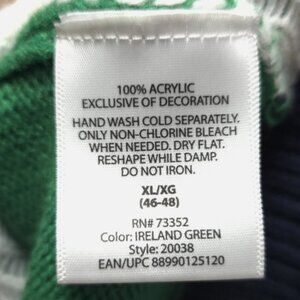 100% ACRYLIC
EXCLUSIVE OF DECORATION
HAND WASH COLD SEPARATELY.
ONLY NON-CHLORINE BLEACH
WHEN NEEDED. DRY FLAT.
RESHAPE WHILE DAMP.
DO NOT IRON.
XL/XG
(46-48)
RN# 73352
Color: IRELAND GREEN
Style: 20038
EAN/UPC 88990125120